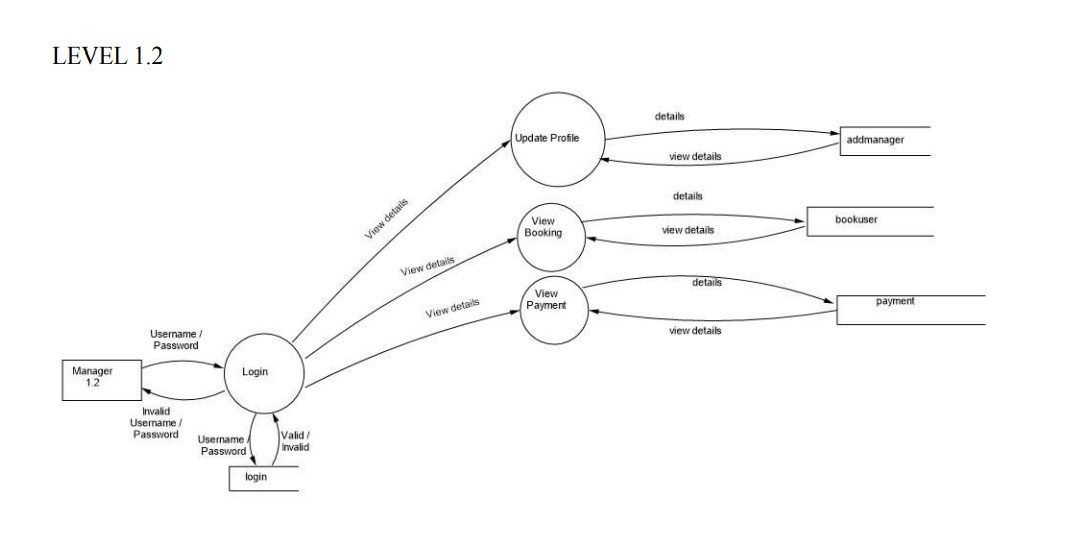 LEVEL 1.2
Update Profile
details
view details
addmanager
View details
View
Booking
details
view details
bookuser
View details
View
Payment
details
view details
payment
View details
Username /
Password
Manager
1.2
Login
Invalid
Username /
Password
Username /
Password
Valid /
Invalid
login